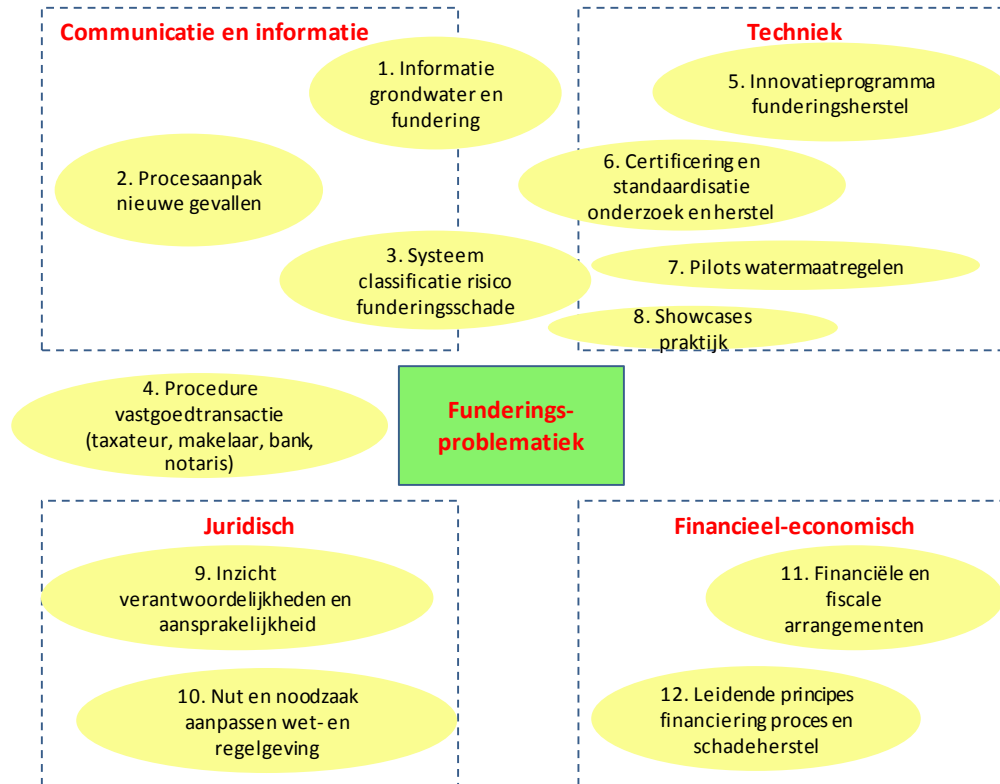 Communicatie en informatie
1. Informatie
grondwater en
fundering
2. Procesaanpak
nieuwe gevallen
3. Systeem
classificatie risico
funderingsschade
Techniek
5. Innovatieprogramma
funderingsherstel
6. Certificering en
standaardisatie
onderzoek en herstel
7. Pilots watermaatregelen
8. Showcases
praktijk
4. Procedure
vastgoedtransactie
(taxateur, makelaar, bank,
notaris)
Funderings-
problematiek
Juridisch
9. Inzicht
verantwoordelijkheden en
aansprakelijkheid
10. Nut en noodzaak
aanpassen wet- en
regelgeving
Financieel-economisch
11. Financiële en
fiscale
arrangementen
12. Leidende principes
financiering proces en
schadeherstel